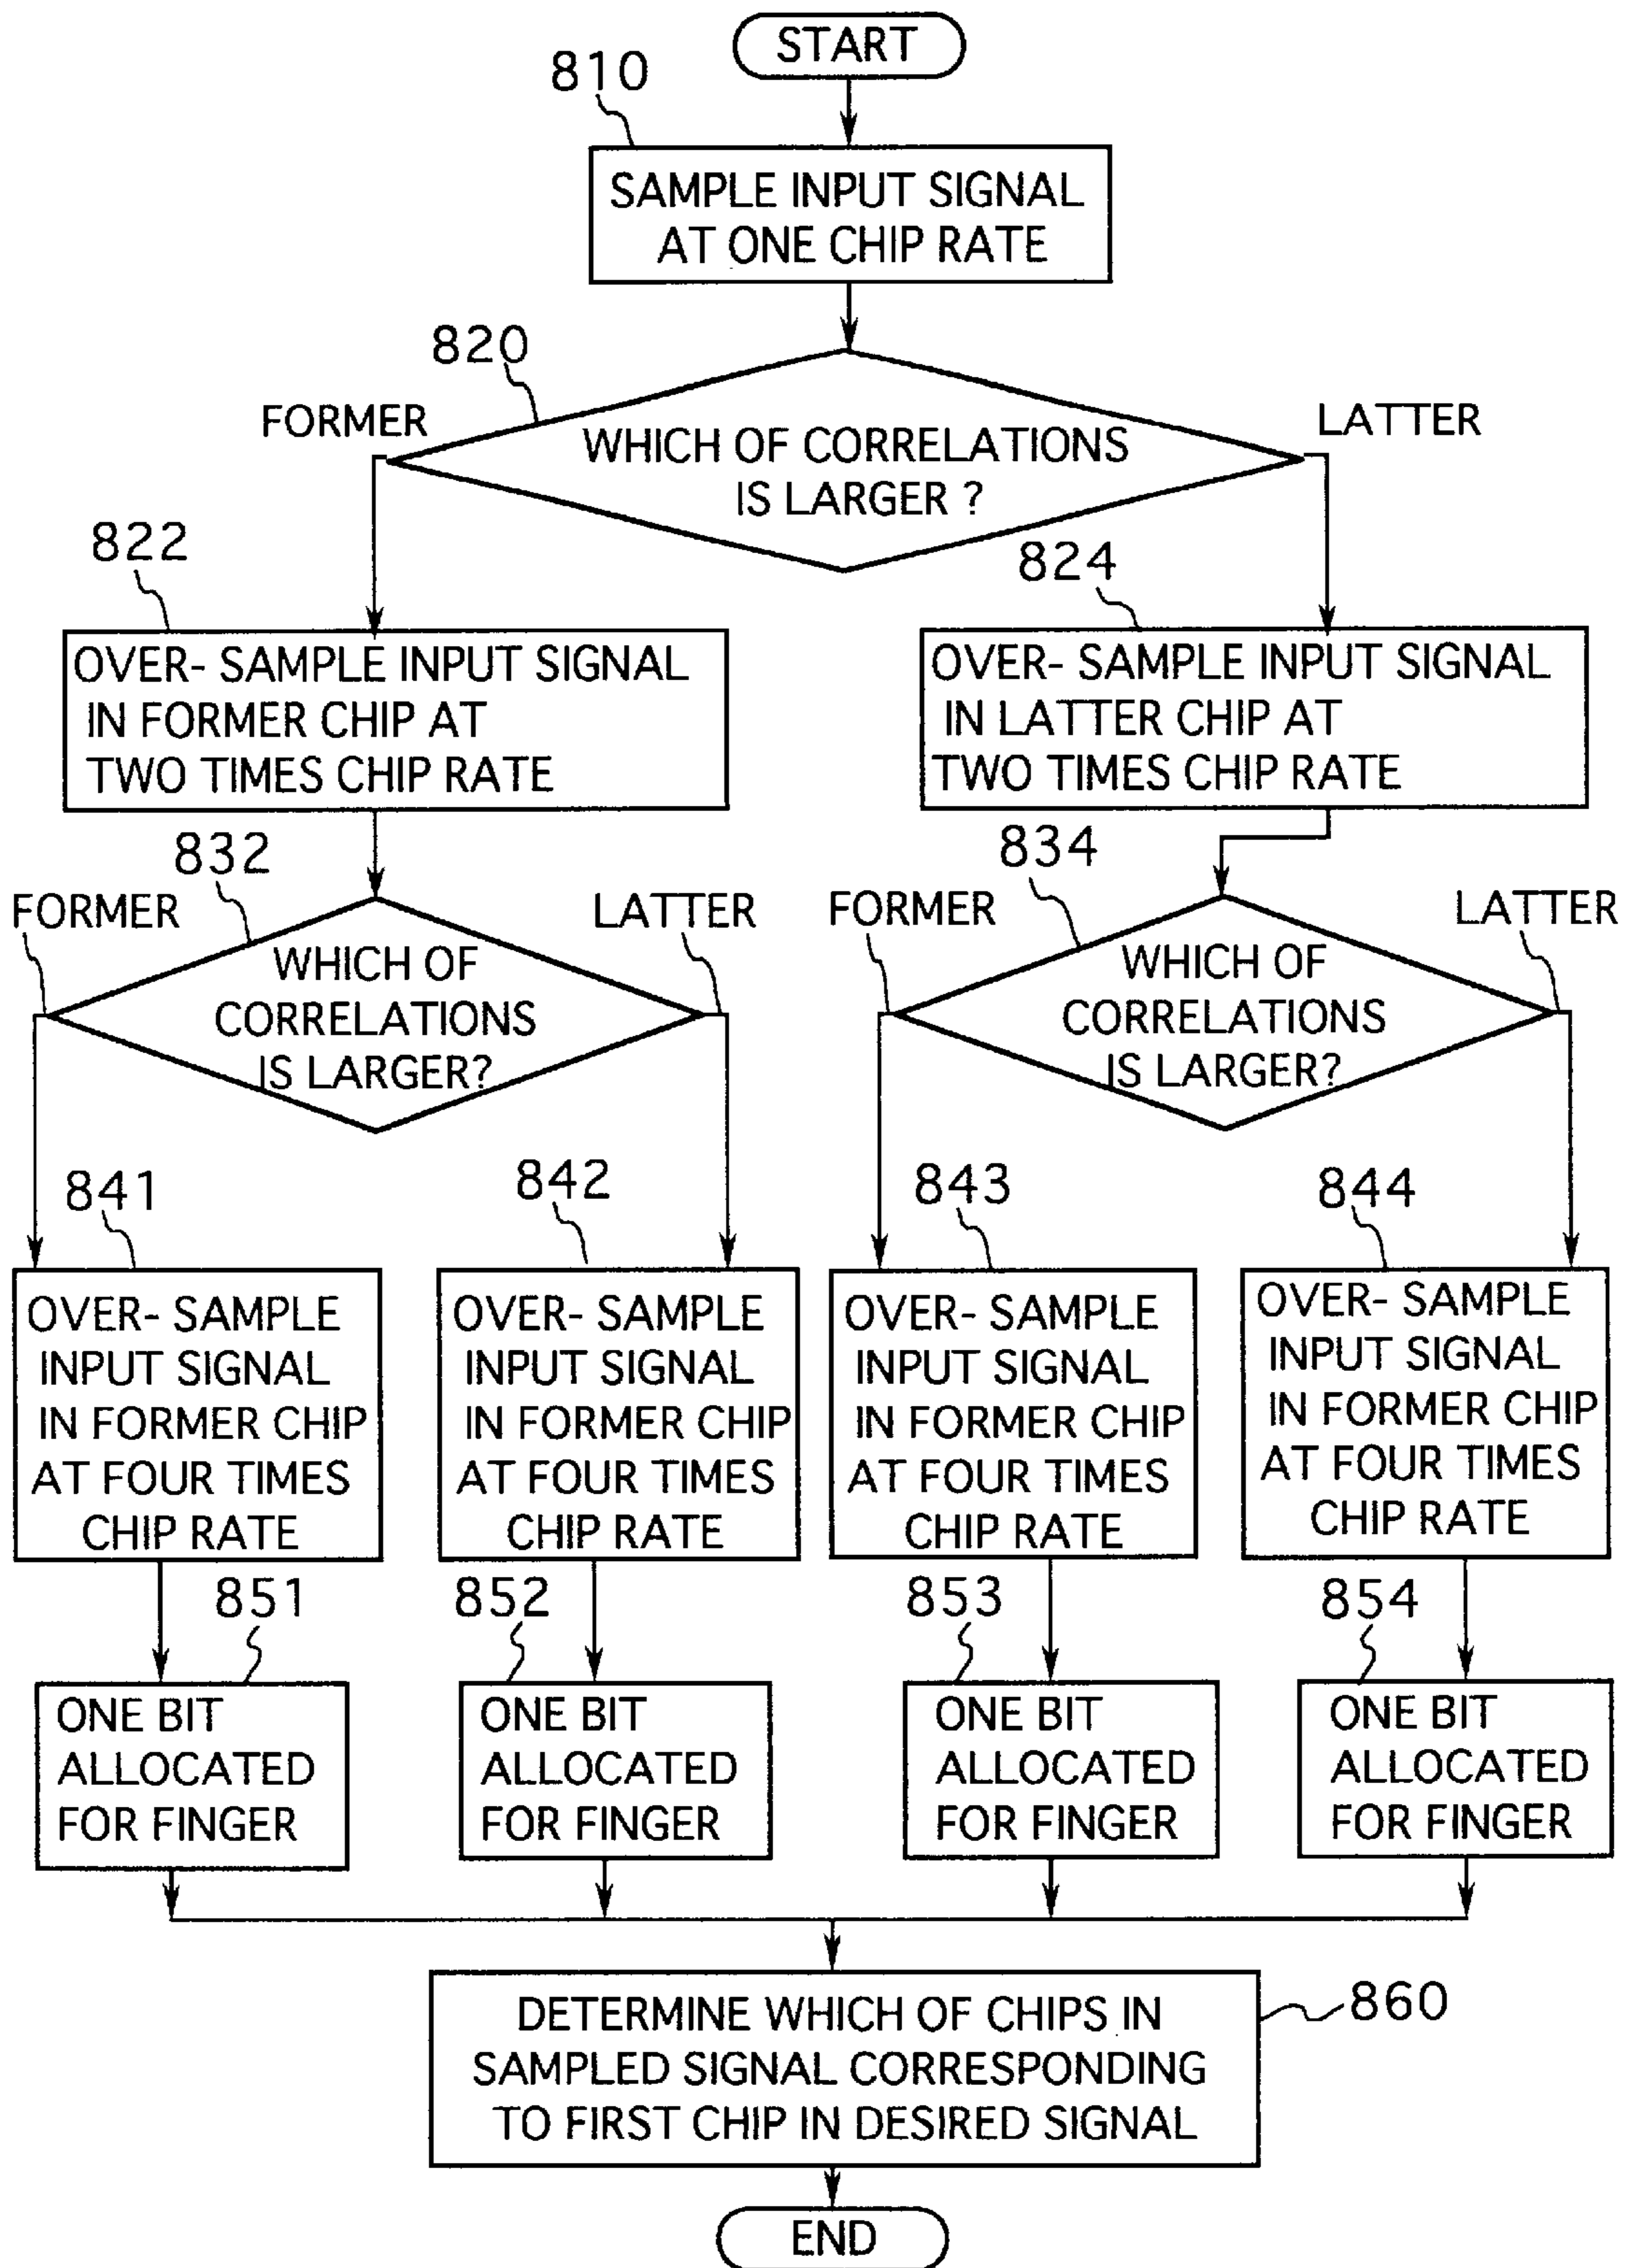 START
810
SAMPLE INPUT SIGNAL
AT ONE CHIP RATE
820
FORMER
LATTER
WHICH OF CORRELATIONS
IS LARGER ?
822
824
OVER- SAMPLE INPUT SIGNAL
IN FORMER CHIP AT
TWO TIMES CHIP RATE
OVER- SAMPLE INPUT SIGNAL
IN LATTER CHIP AT
TWO TIMES CHIP RATE
832
834
FORMER
LATTER
FORMER
LATTER
WHICH OF
CORRELATIONS
IS LARGER?
WHICH OF
CORRELATIONS
IS LARGER?
841
842
843
844
OVER- SAMPLE
INPUT SIGNAL
IN FORMER CHIP
AT FOUR TIMES
CHIP RATE
OVER- SAMPLE
INPUT SIGNAL
IN FORMER CHIP
AT FOUR TIMES
CHIP RATE
OVER- SAMPLE
INPUT SIGNAL
IN FORMER CHIP
AT FOUR TIMES
CHIP RATE
OVER- SAMPLE
INPUT SIGNAL
IN FORMER CHIP
AT FOUR TIMES
CHIP RATE
851
852
853
854
ONE BIT
ALLOCATED
FOR FINGER
ONE BIT
ALLOCATED
FOR FINGER
ONE BIT
ALLOCATED
FOR FINGER
ONE BIT
ALLOCATED
FOR FINGER
DETERMINE WHICH OF CHIPS IN
SAMPLED SIGNAL CORRESPONDING
TO FIRST CHIP IN DESIRED SIGNAL
860
END